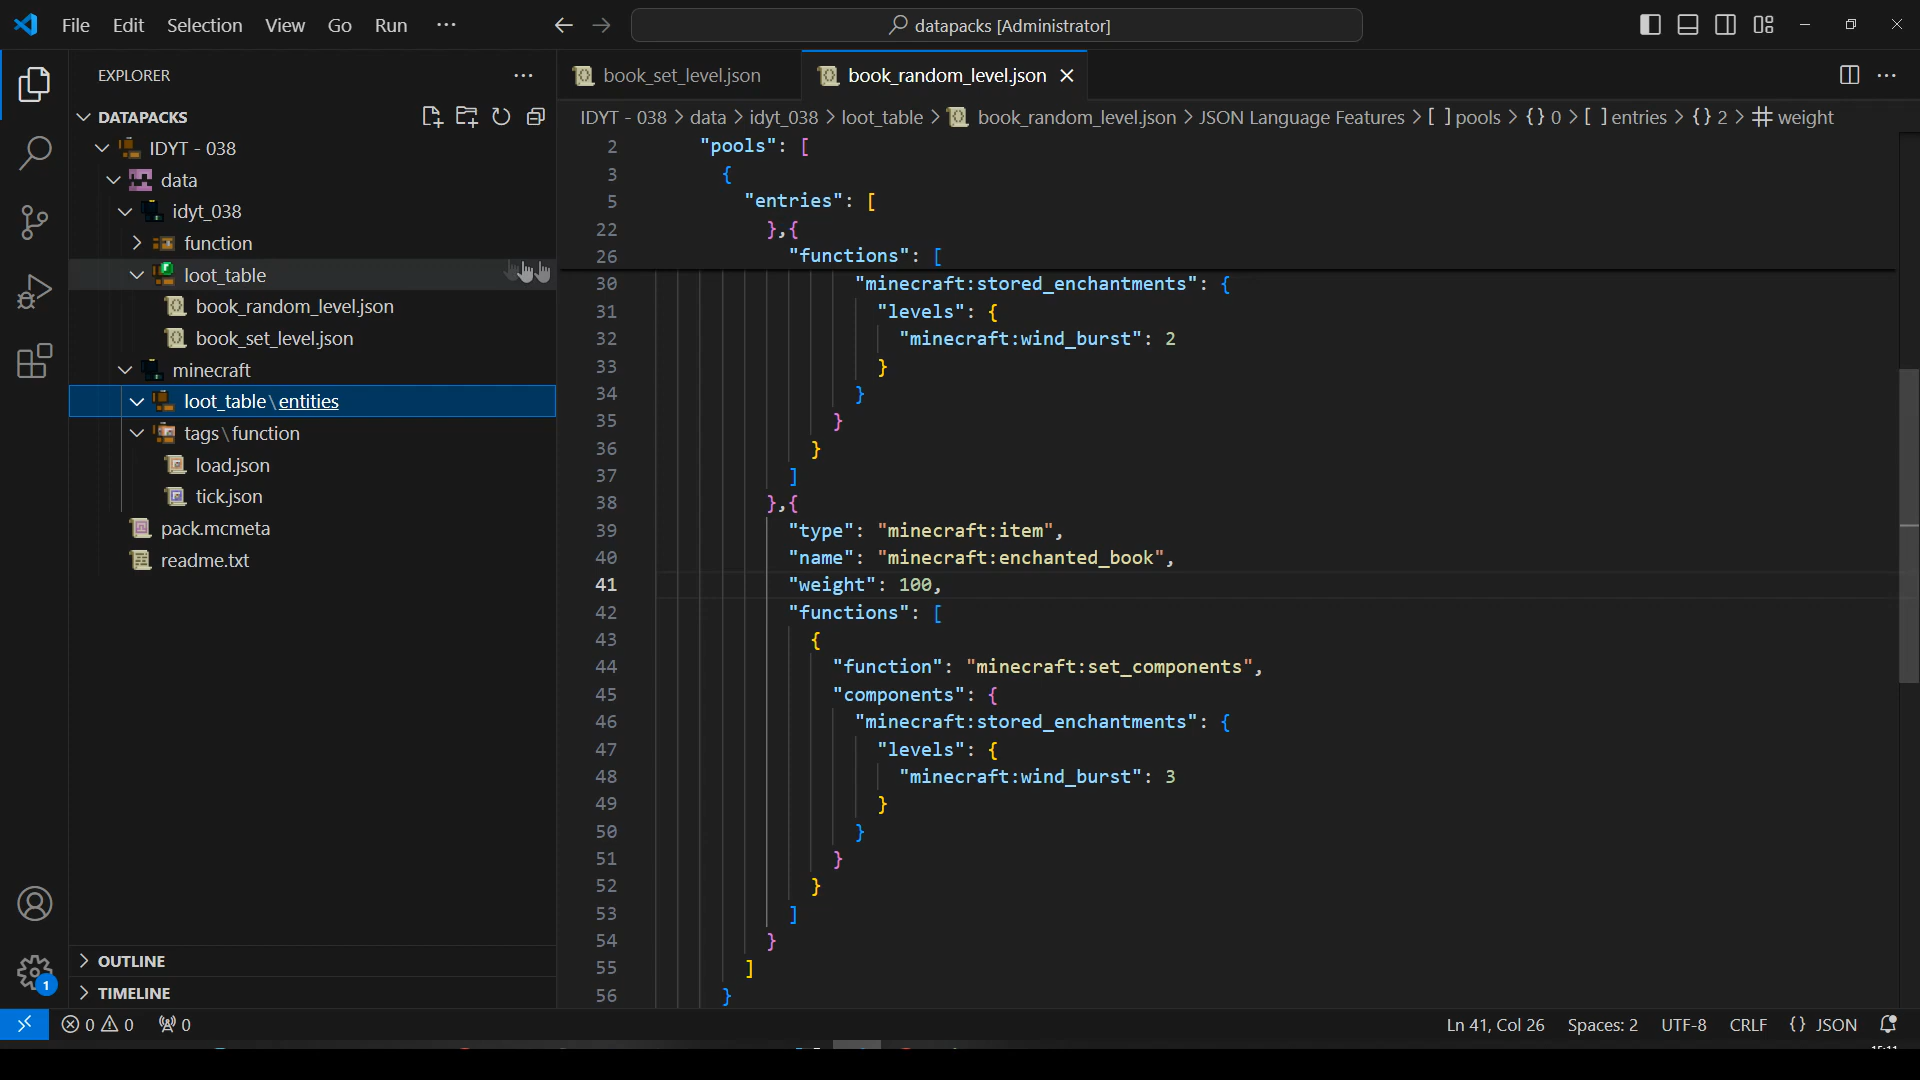 File Edit Selection View Go Run ··· datapacks [Administrator]
EXPLORER ···
DATAPACKS
IDYT - 038
data
idyt_038
function
loot_table
book_random_level.json
book_set_level.json
minecraft
loot_table\entities
tags\function
load.json
tick.json
pack.mcmeta
readme.txt
OUTLINE
TIMELINE
1
book_set_level.json book_random_level.json
IDYT - 038 > data > idyt_038 > loot_table > book_random_level.json > JSON Language Features > [ ] pools > {} 0 > [ ] entries > {} 2 > weight
2 "pools": [
3 {
5 "entries": [
22 },{
26 "functions": [
30 "minecraft:stored_enchantments": {
31 "levels": {
32 "minecraft:wind_burst": 2
33 }
34 }
35 }
36 }
37 ]
38 },{
39 "type": "minecraft:item",
40 "name": "minecraft:enchanted_book",
41 "weight": 100,
42 "functions": [
43 {
44 "function": "minecraft:set_components",
45 "components": {
46 "minecraft:stored_enchantments": {
47 "levels": {
48 "minecraft:wind_burst": 3
49 }
50 }
51 }
52 }
53 ]
54 }
55 ]
56 }
0 0 0 Ln 41, Col 26 Spaces: 2 UTF-8 CRLF {} JSON